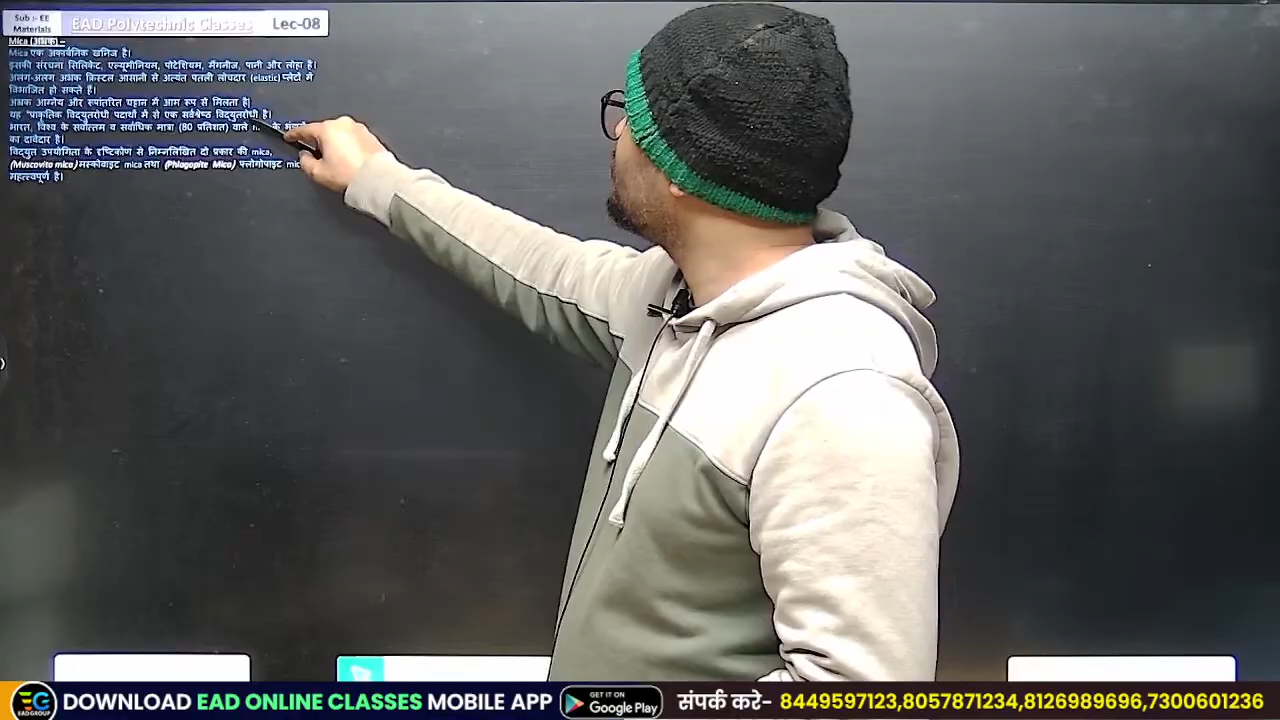 Sub :- EE
Materials
EAD Polytechnic Classes
Lec-08
Mica (अभ्रक) –
Mica एक अकार्बनिक खनिज है।
इसकी संरचना सिलिकेट, एल्यूमीनियम, पोटेशियम, मैंगनीज, पानी और लोहा है।
अलग-अलग अभ्रक क्रिस्टल आसानी से अत्यंत पतली लोचदार (elastic) प्लेटों में
विभाजित हो सकते हैं।
अभ्रक आग्नेय और रूपांतरित चट्टान में आम रूप से मिलता है|
यह "प्राकृतिक विद्युतरोधी पदार्थों में से एक सर्वश्रेष्ठ विद्युतरोधी है।
भारत, विश्व के सर्वोत्तम व सर्वाधिक मात्रा (80 प्रतिशत) वाले के
का दावेदार है।
विद्युत उपयोगिता के दृष्टिकोण से निम्नलिखित दो प्रकार की mica,
(Muscovito mica) मस्कोवाइट mica तथा (Phlogopite Mica) फ्लोगोपाइट
महत्त्वपूर्ण है।
EG
EAD GROUP
DOWNLOAD EAD ONLINE CLASSES MOBILE APP
GET IT ON
Google Play
संपर्क करे- 8449597123,8057871234,8126989696,7300601236